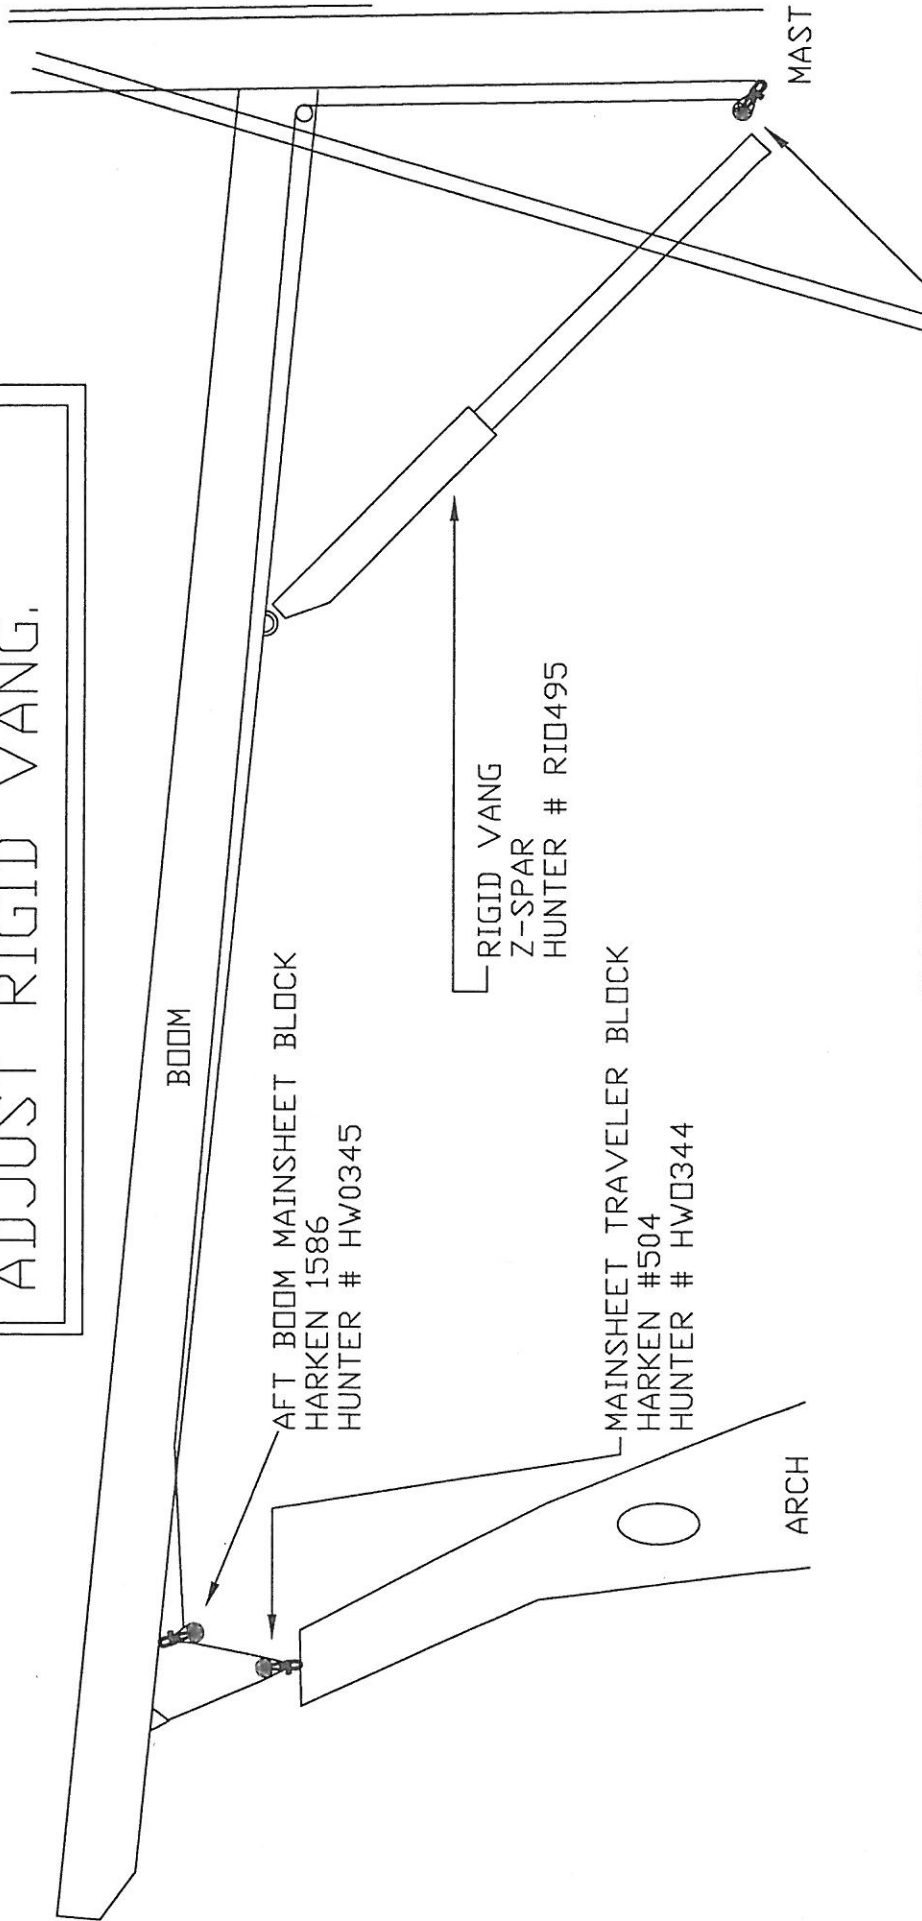 ADJUST RIGID VANG.
BOOM
AFT BOOM MAINSHEET BLOCK
HARKEN 1586
HUNTER # HW0345
MAINSHEET TRAVELER BLOCK
HARKEN #504
HUNTER # HW0344
RIGID VANG
Z-SPAR
HUNTER # RIO495
ARCH
MAST